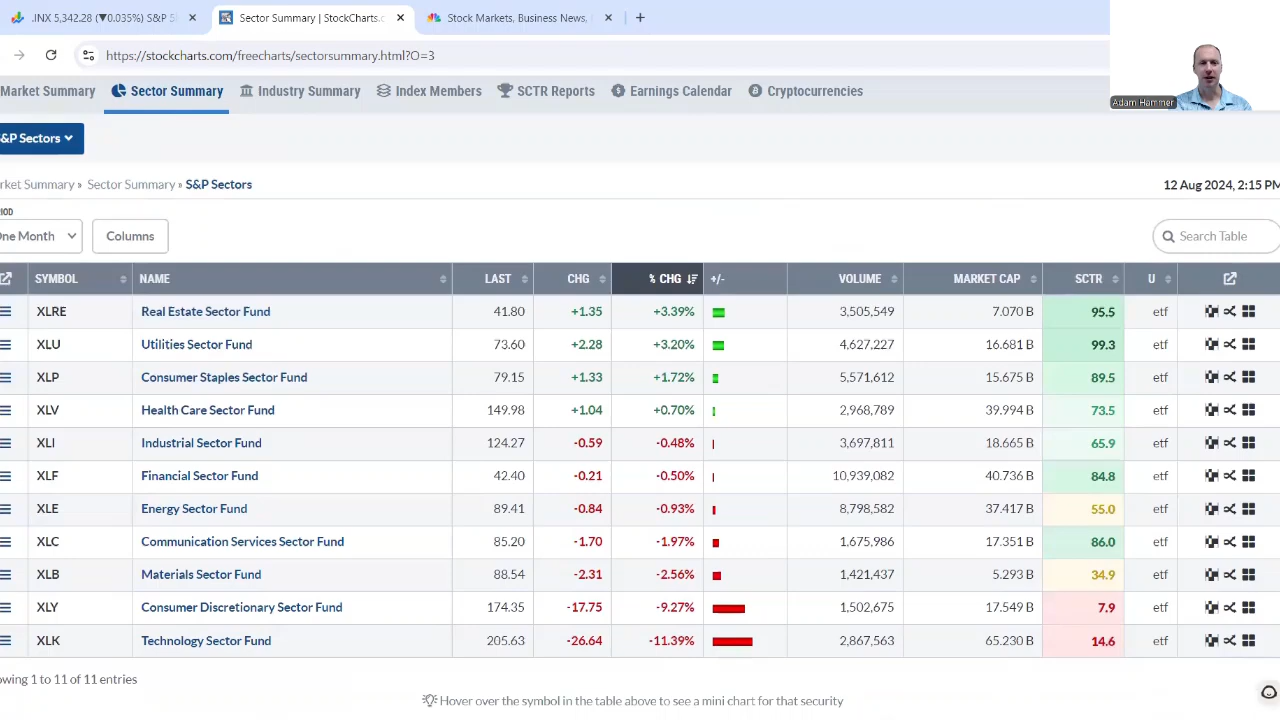 .INX 5,342.28 (▼0.035%) S&P 5 Sector Summary | StockCharts.c Stock Markets, Business News,
https://stockcharts.com/freecharts/sectorsummary.html?O=3
Market Summary Sector Summary Industry Summary Index Members SCTR Reports Earnings Calendar Cryptocurrencies
Adam Hammer
S&P Sectors
rket Summary » Sector Summary » S&P Sectors 12 Aug 2024, 2:15 PM
RIOD
One Month Columns Search Table
SYMBOL NAME LAST CHG % CHG +/- VOLUME MARKET CAP SCTR U
XLRE Real Estate Sector Fund 41.80 +1.35 +3.39% 3,505,549 7.070 B 95.5 etf
XLU Utilities Sector Fund 73.60 +2.28 +3.20% 4,627,227 16.681 B 99.3 etf
XLP Consumer Staples Sector Fund 79.15 +1.33 +1.72% 5,571,612 15.675 B 89.5 etf
XLV Health Care Sector Fund 149.98 +1.04 +0.70% 2,968,789 39.994 B 73.5 etf
XLI Industrial Sector Fund 124.27 -0.59 -0.48% 3,697,811 18.665 B 65.9 etf
XLF Financial Sector Fund 42.40 -0.21 -0.50% 10,939,082 40.736 B 84.8 etf
XLE Energy Sector Fund 89.41 -0.84 -0.93% 8,798,582 37.417 B 55.0 etf
XLC Communication Services Sector Fund 85.20 -1.70 -1.97% 1,675,986 17.351 B 86.0 etf
XLB Materials Sector Fund 88.54 -2.31 -2.56% 1,421,437 5.293 B 34.9 etf
XLY Consumer Discretionary Sector Fund 174.35 -17.75 -9.27% 1,502,675 17.549 B 7.9 etf
XLK Technology Sector Fund 205.63 -26.64 -11.39% 2,867,563 65.230 B 14.6 etf
owing 1 to 11 of 11 entries
Hover over the symbol in the table above to see a mini chart for that security